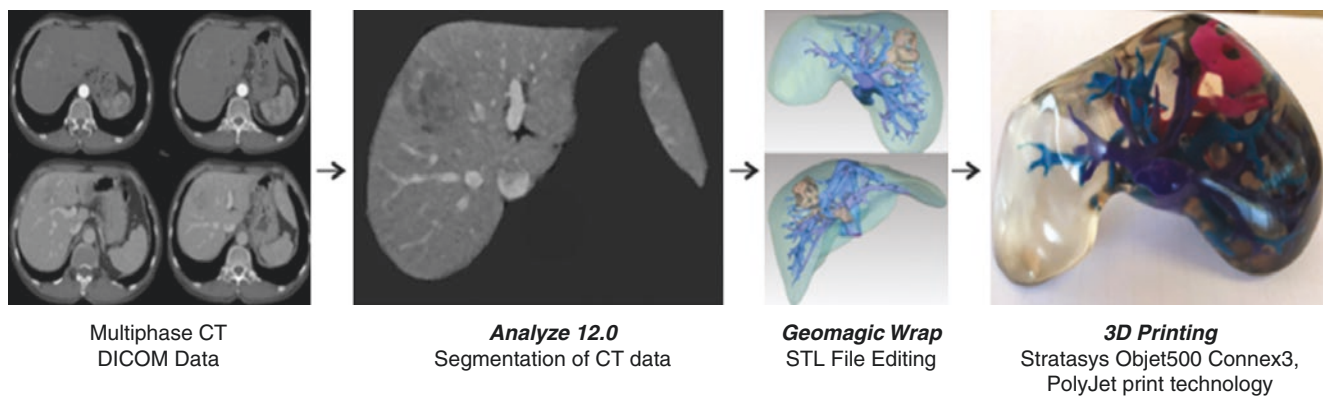 Multiphase CT
DICOM Data
Analyze 12.0
Segmentation of CT data
Geomagic Wrap
STL File Editing
3D Printing
Stratasys Objet500 Connex3,
PolyJet print technology